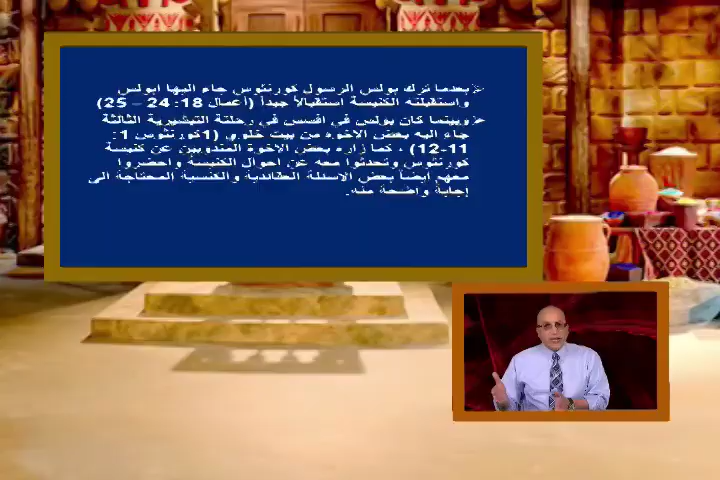 بعدما ترك بولس الرسول كورنثوس جاء اليها ابولس
واستقبلته الكنيسة استقبالاً جيداً (أعمال 18: 24 – 25)
وبينما كان بولس في افسس في رحلتة التبشيرية الثالثة
جاء اليه بعض الاخوه من بيت خلوي (1كورنثوس 1:
11-12) ، كما زاره بعض الاخوة المندوبين عن كنيسة
كورنثوس وتحدثوا معه عن احوال الكنيسة واحضروا
معهم أيضاً بعض الاسئلة العقائدية والكنسية المحتاجة الى
إجابة واضحة منه.